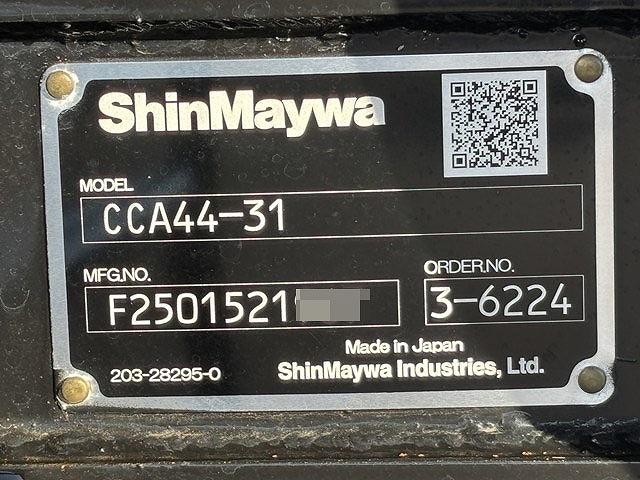 ShinMaywa
MODEL
CCA44-31
MFG.NO.
F2501521
ORDER.NO.
3-6224
Made in Japan
203-28295-0
ShinMaywa Industries, Ltd.